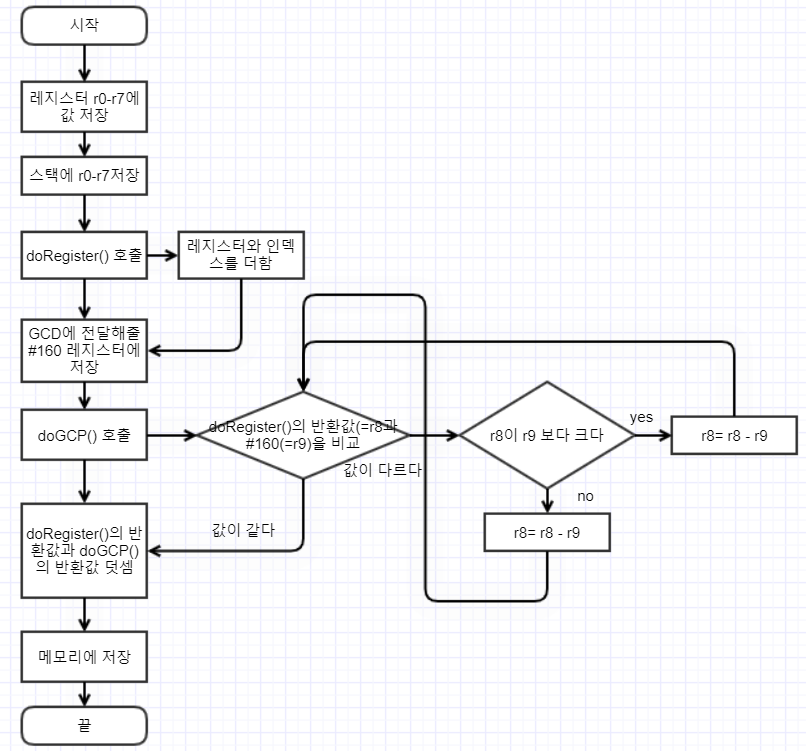 시작
레지스터 r0-r7에
값 저장
스택에 r0-r7저장
doRegister() 호출
레지스터와 인덱
스를 더함
GCD에 전달해줄
#160 레지스터에
저장
doGCP() 호출
doRegister()의 반환값(=r8과
#160(=r9)을 비교
값이 다르다
r8이 r9 보다 크다
yes
r8= r8 - r9
no
r8= r8 - r9
값이 같다
doRegister()의 반
환값과 doGCP()
의 반환값 덧셈
메모리에 저장
끝